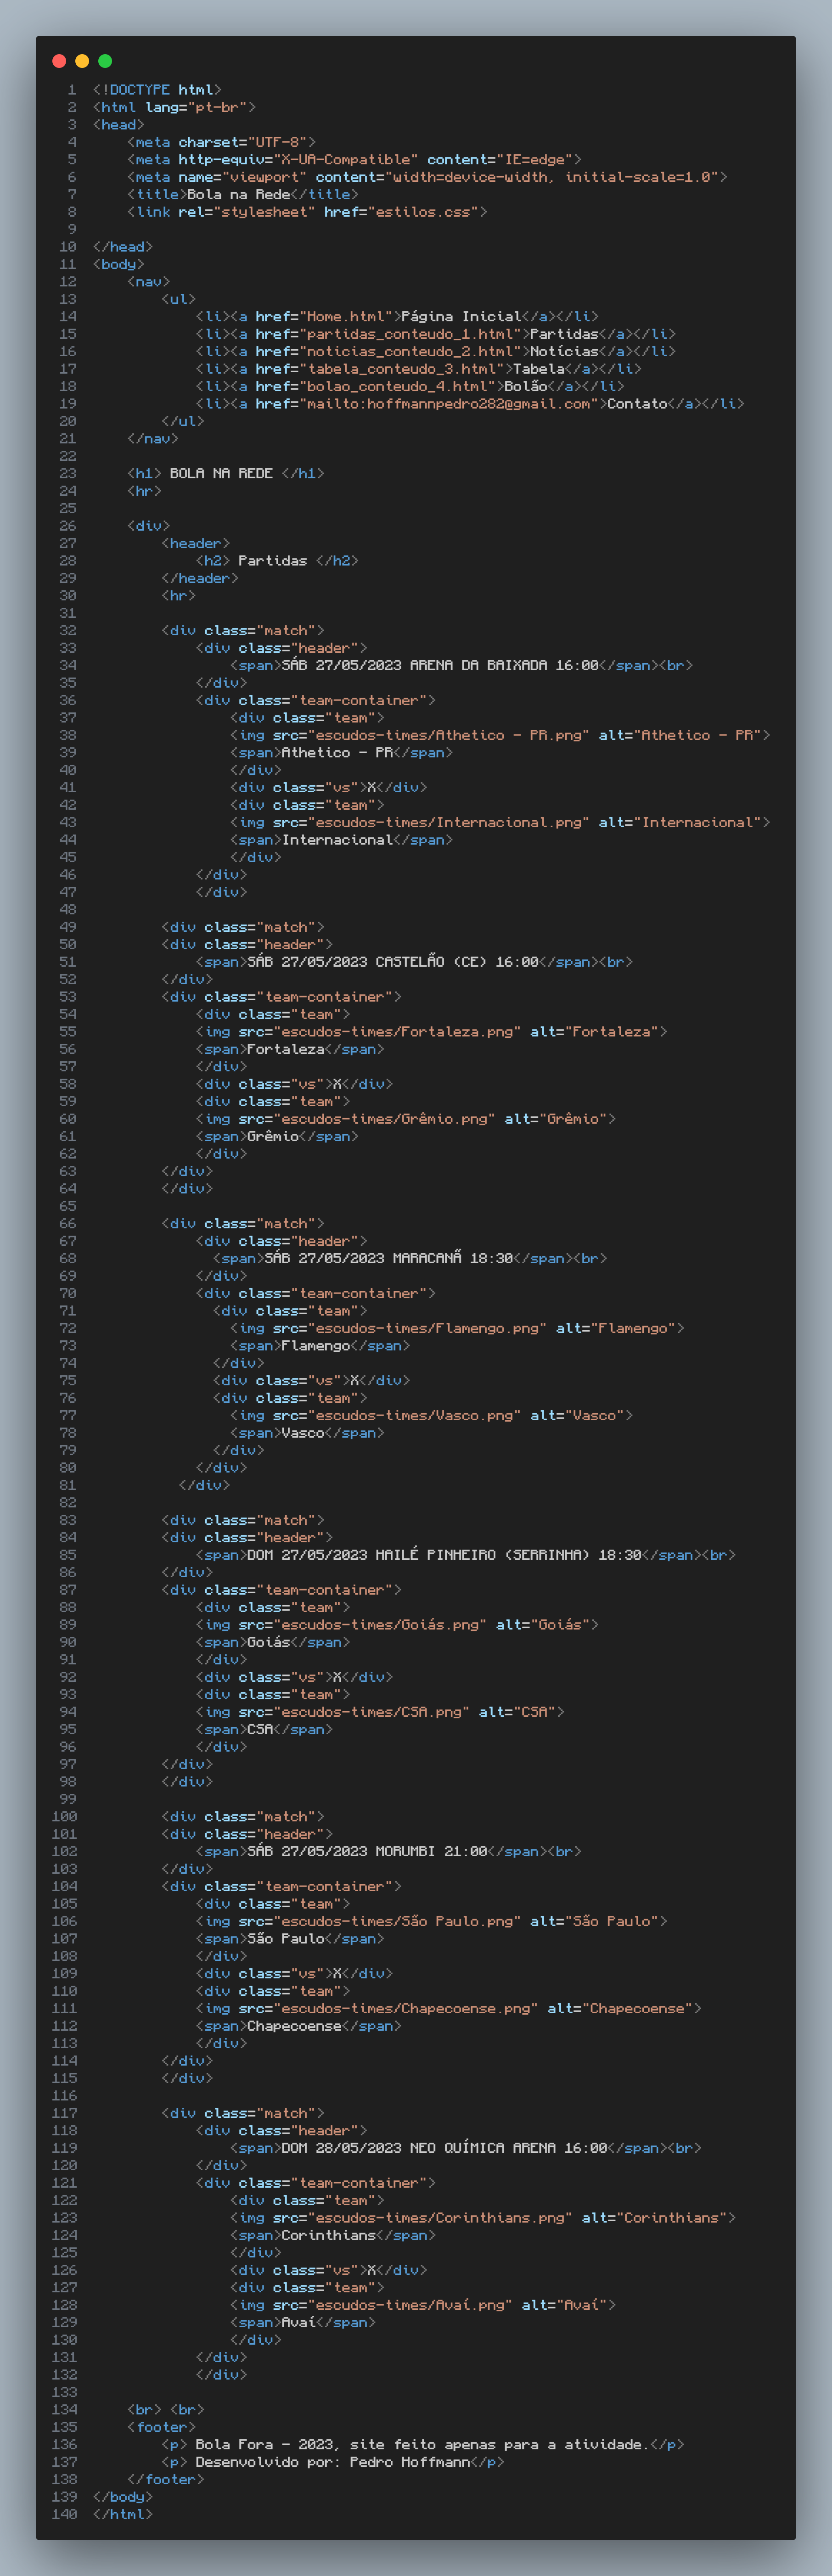 1 <!DOCTYPE html>
2 <html lang="pt-br">
3 <head>
4     <meta charset="UTF-8">
5     <meta http-equiv="X-UA-Compatible" content="IE=edge">
6     <meta name="viewport" content="width=device-width, initial-scale=1.0">
7     <title>Bola na Rede</title>
8     <link rel="stylesheet" href="estilos.css">
9
10 </head>
11 <body>
12     <nav>
13         <ul>
14             <li><a href="Home.html">Página Inicial</a></li>
15             <li><a href="partidas_conteudo_1.html">Partidas</a></li>
16             <li><a href="noticias_conteudo_2.html">Notícias</a></li>
17             <li><a href="tabela_conteudo_3.html">Tabela</a></li>
18             <li><a href="bolao_conteudo_4.html">Bolão</a></li>
19             <li><a href="mailto:hoffmannpedro282@gmail.com">Contato</a></li>
20         </ul>
21     </nav>
22
23     <h1> BOLA NA REDE </h1>
24     <hr>
25
26     <div>
27         <header>
28             <h2> Partidas </h2>
29         </header>
30         <hr>
31
32         <div class="match">
33             <div class="header">
34                 <span>SÁB 27/05/2023 ARENA DA BAIXADA 16:00</span><br>
35             </div>
36             <div class="team-container">
37                 <div class="team">
38                 <img src="escudos-times/Athetico - PR.png" alt="Athetico - PR">
39                 <span>Athetico - PR</span>
40                 </div>
41                 <div class="vs">X</div>
42                 <div class="team">
43                 <img src="escudos-times/Internacional.png" alt="Internacional">
44                 <span>Internacional</span>
45                 </div>
46             </div>
47             </div>
48
49         <div class="match">
50         <div class="header">
51             <span>SÁB 27/05/2023 CASTELÃO (CE) 16:00</span><br>
52         </div>
53         <div class="team-container">
54             <div class="team">
55             <img src="escudos-times/Fortaleza.png" alt="Fortaleza">
56             <span>Fortaleza</span>
57             </div>
58             <div class="vs">X</div>
59             <div class="team">
60             <img src="escudos-times/Grêmio.png" alt="Grêmio">
61             <span>Grêmio</span>
62             </div>
63         </div>
64         </div>
65
66         <div class="match">
67             <div class="header">
68               <span>SÁB 27/05/2023 MARACANÃ 18:30</span><br>
69             </div>
70             <div class="team-container">
71               <div class="team">
72                 <img src="escudos-times/Flamengo.png" alt="Flamengo">
73                 <span>Flamengo</span>
74               </div>
75               <div class="vs">X</div>
76               <div class="team">
77                 <img src="escudos-times/Vasco.png" alt="Vasco">
78                 <span>Vasco</span>
79               </div>
80             </div>
81           </div>
82
83         <div class="match">
84         <div class="header">
85             <span>DOM 27/05/2023 HAILÉ PINHEIRO (SERRINHA) 18:30</span><br>
86         </div>
87         <div class="team-container">
88             <div class="team">
89             <img src="escudos-times/Goiás.png" alt="Goiás">
90             <span>Goiás</span>
91             </div>
92             <div class="vs">X</div>
93             <div class="team">
94             <img src="escudos-times/CSA.png" alt="CSA">
95             <span>CSA</span>
96             </div>
97         </div>
98         </div>
99
100         <div class="match">
101         <div class="header">
102             <span>SÁB 27/05/2023 MORUMBI 21:00</span><br>
103         </div>
104         <div class="team-container">
105             <div class="team">
106             <img src="escudos-times/São Paulo.png" alt="São Paulo">
107             <span>São Paulo</span>
108             </div>
109             <div class="vs">X</div>
110             <div class="team">
111             <img src="escudos-times/Chapecoense.png" alt="Chapecoense">
112             <span>Chapecoense</span>
113             </div>
114         </div>
115         </div>
116
117         <div class="match">
118             <div class="header">
119                 <span>DOM 28/05/2023 NEO QUÍMICA ARENA 16:00</span><br>
120             </div>
121             <div class="team-container">
122                 <div class="team">
123                 <img src="escudos-times/Corinthians.png" alt="Corinthians">
124                 <span>Corinthians</span>
125                 </div>
126                 <div class="vs">X</div>
127                 <div class="team">
128                 <img src="escudos-times/Avaí.png" alt="Avaí">
129                 <span>Avaí</span>
130                 </div>
131             </div>
132             </div>
133
134     <br> <br>
135     <footer>
136         <p> Bola Fora - 2023, site feito apenas para a atividade.</p>
137         <p> Desenvolvido por: Pedro Hoffmann</p>
138     </footer>
139 </body>
140 </html>